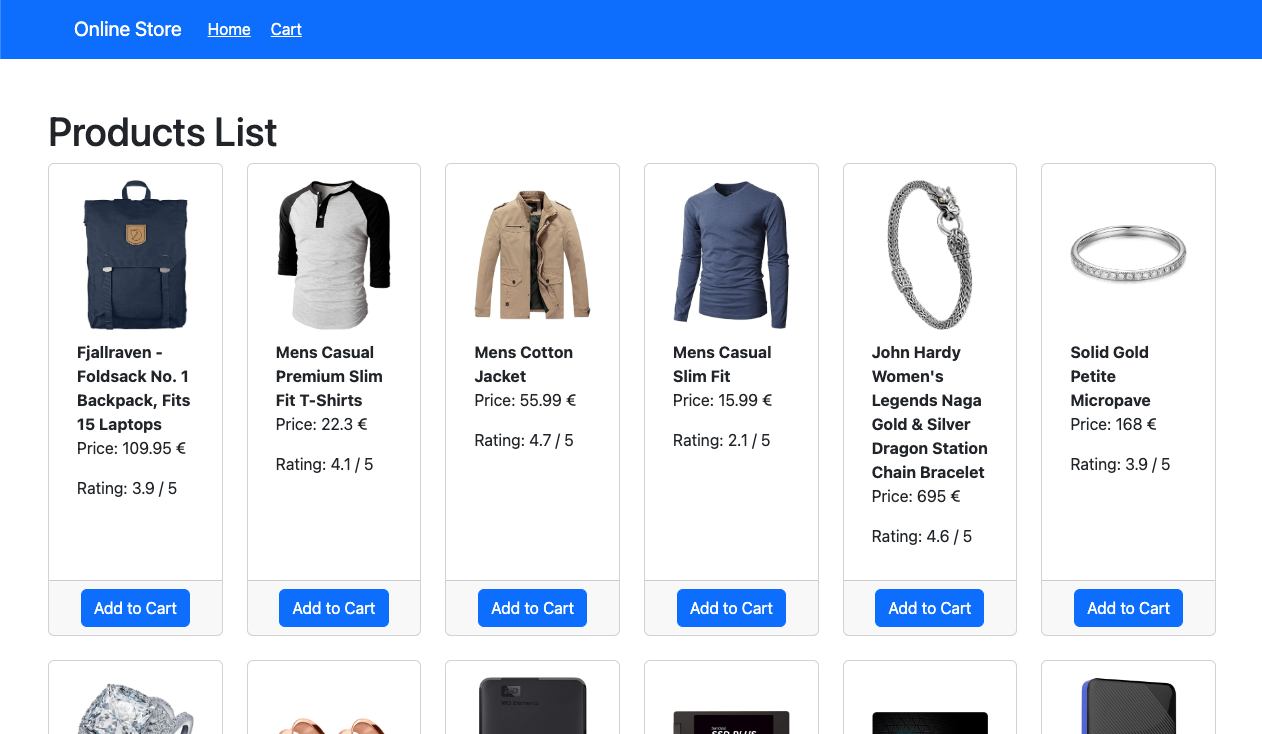 Online Store
Home
Cart
Products List
Fjallraven -
Foldsack No. 1
Backpack, Fits
15 Laptops
Price: 109.95 €
Rating: 3.9 / 5
Add to Cart
Mens Casual
Premium Slim
Fit T-Shirts
Price: 22.3 €
Rating: 4.1 / 5
Add to Cart
Mens Cotton
Jacket
Price: 55.99 €
Rating: 4.7 / 5
Add to Cart
Mens Casual
Slim Fit
Price: 15.99 €
Rating: 2.1 / 5
Add to Cart
John Hardy
Women's
Legends Naga
Gold & Silver
Dragon Station
Chain Bracelet
Price: 695 €
Rating: 4.6 / 5
Add to Cart
Solid Gold
Petite
Micropave
Price: 168 €
Rating: 3.9 / 5
Add to Cart
WD
WD Elements
SSD PLUS